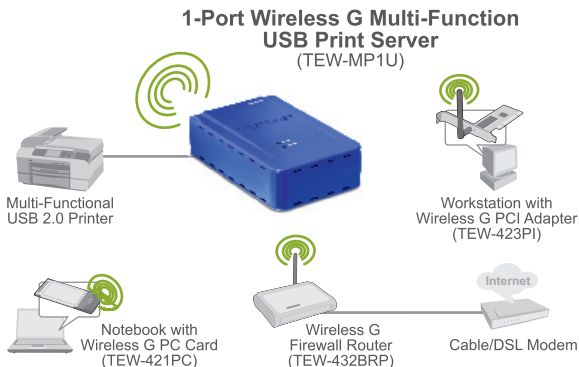 1-Port Wireless G Multi-Function
USB Print Server
(TEW-MP1U)
Multi-Functional
USB 2.0 Printer
Workstation with
Wireless G PCI Adapter
(TEW-423PI)
Notebook with
Wireless G PC Card
(TEW-421PC)
Wireless G
Firewall Router
(TEW-432BRP)
Internet
Cable/DSL Modem